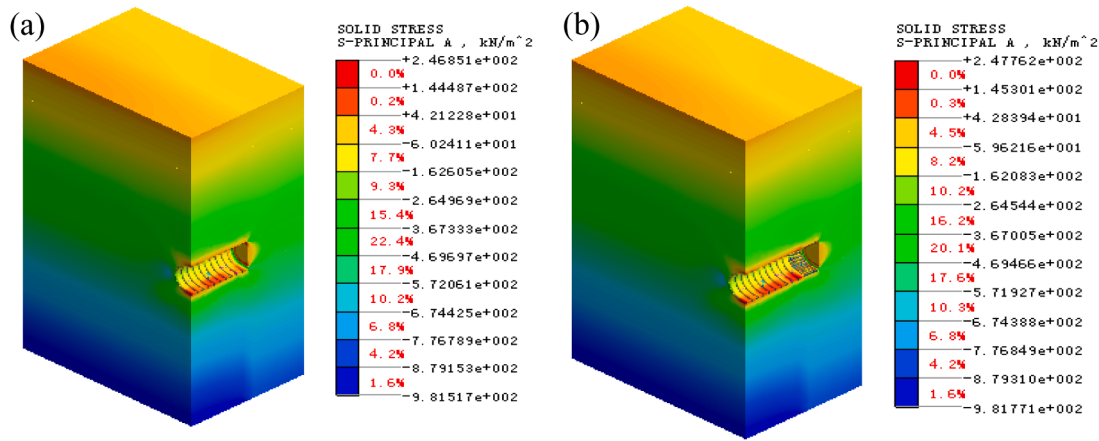 (a)
SOLID STRESS
S-PRINCIPAL A , kN/m^2
+2.46851e+002
0.0%
+1.44487e+002
0.2%
+4.21228e+001
4.3%
-6.02411e+001
7.7%
-1.62605e+002
9.3%
-2.64969e+002
15.4%
-3.67333e+002
22.4%
-4.69697e+002
17.9%
-5.72061e+002
10.2%
-6.74425e+002
6.8%
-7.76789e+002
4.2%
-8.79153e+002
1.6%
-9.81517e+002
(b)
SOLID STRESS
S-PRINCIPAL A , kN/m^2
+2.47762e+002
0.0%
+1.45301e+002
0.3%
+4.28394e+001
4.5%
-5.96216e+001
8.2%
-1.62083e+002
10.2%
-2.64544e+002
16.2%
-3.67005e+002
20.1%
-4.69466e+002
17.6%
-5.71927e+002
10.3%
-6.74388e+002
6.8%
-7.76849e+002
4.2%
-8.79310e+002
1.6%
-9.81771e+002